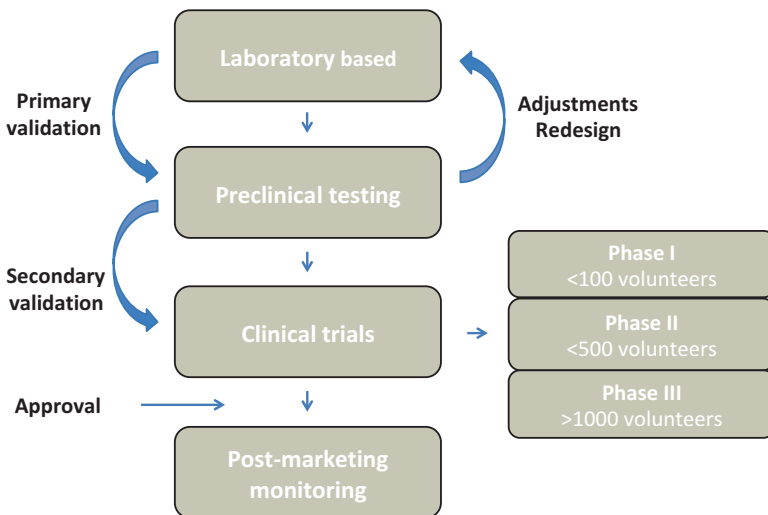 Laboratory based
Primary
validation
Adjustments
Redesign
Preclinical testing
Secondary
validation
Phase I
<100 volunteers
Clinical trials
Phase II
<500 volunteers
Phase III
>1000 volunteers
Approval
Post-marketing
monitoring